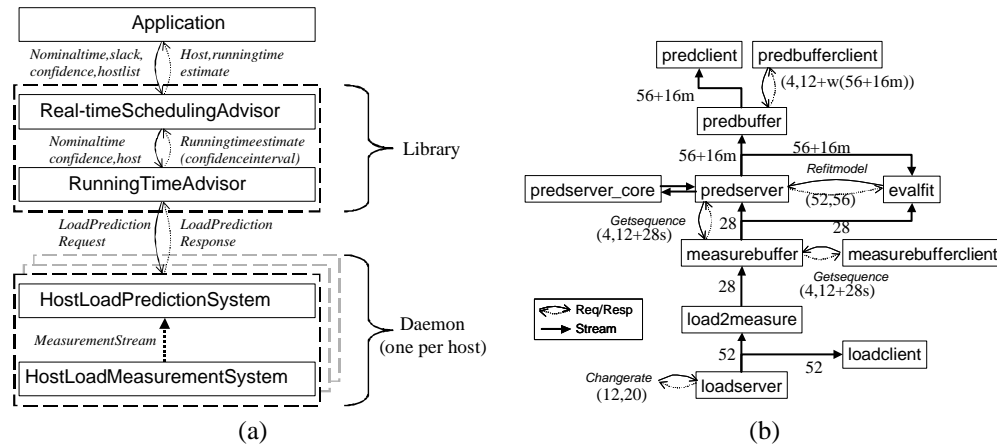 Application
Nominaltime,slack,
confidence,hostlist
Host,runningtime
estimate
Real-timeSchedulingAdvisor
Nominaltime
confidence,host
Runningtimeestimate
(confidenceinterval)
RunningTimeAdvisor
Library
LoadPrediction
Request
LoadPrediction
Response
HostLoadPredictionSystem
MeasurementStream
HostLoadMeasurementSystem
Daemon
(one per host)
(a)
predclient
predbufferclient
56+16m
(4,12+w(56+16m))
predbuffer
56+16m
56+16m
Refitmodel
predserver_core
predserver
evalfit
(52,56)
Getsequence
(4,12+28s)
28
28
measurebuffer
measurebufferclient
Getsequence
(4,12+28s)
28
Req/Resp
Stream
load2measure
52
loadclient
52
Changerate
(12,20)
loadserver
(b)